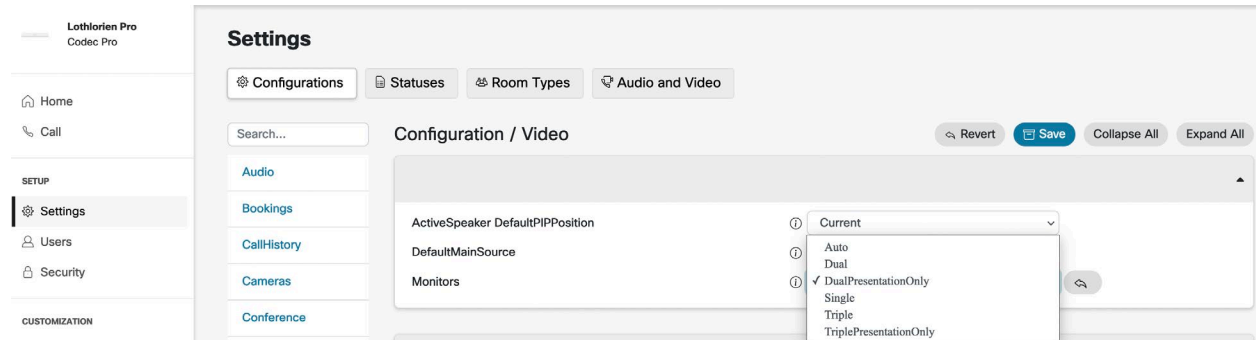 Lothlorien Pro
Codec Pro
Home
Call
SETUP
Settings
Users
Security
CUSTOMIZATION
Settings
Configurations
Statuses
Room Types
Audio and Video
Search...
Audio
Bookings
CallHistory
Cameras
Conference
Configuration / Video
Revert
Save
Collapse All
Expand All
ActiveSpeaker DefaultPIPPosition
Current
DefaultMainSource
Monitors
Auto
Dual
✓ DualPresentationOnly
Single
Triple
TriplePresentationOnly